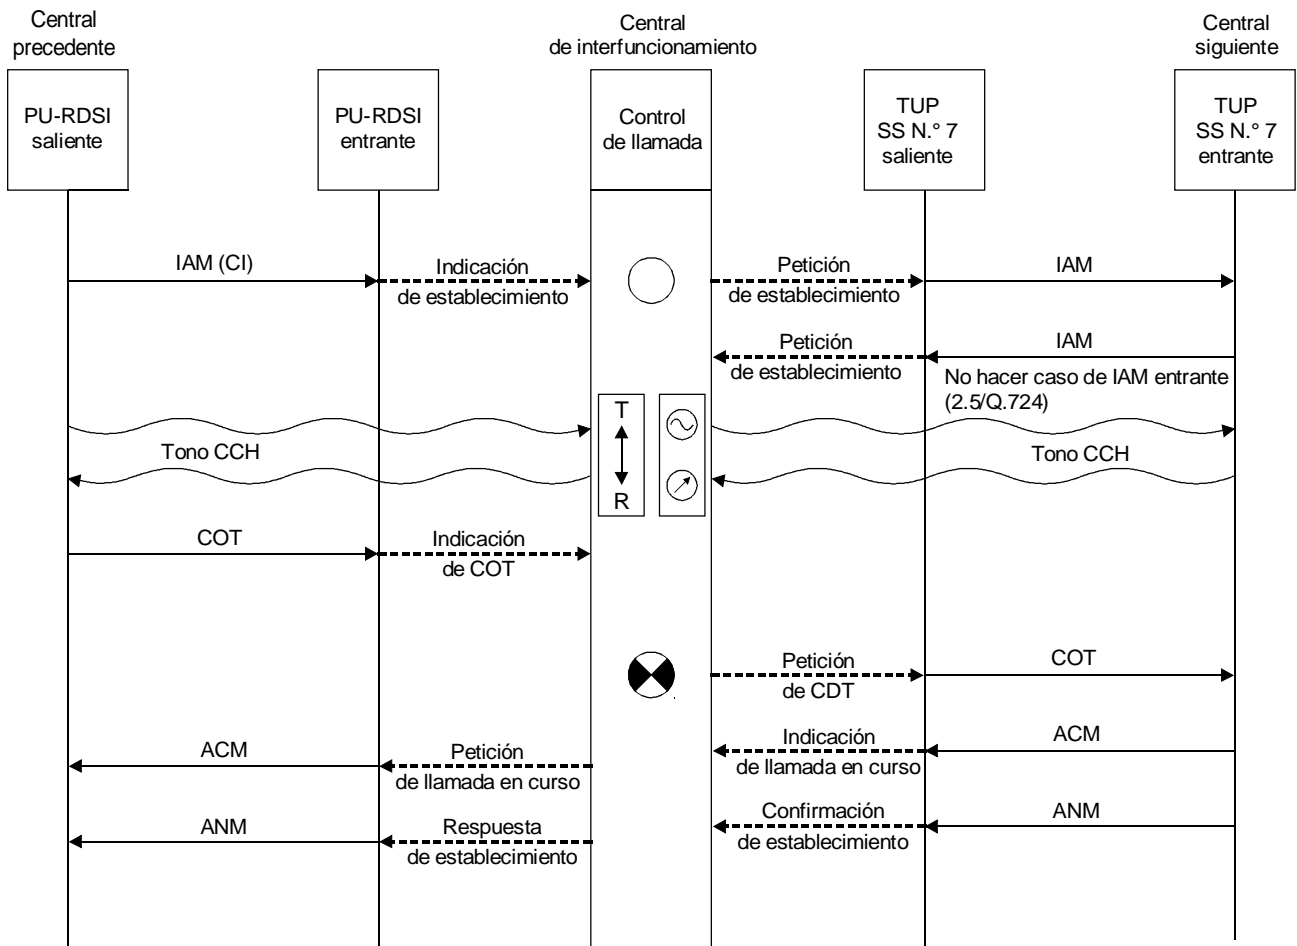 Central
precedente
Central
de interfuncionamiento
Central
siguiente
PU-RDSI
saliente
PU-RDSI
entrante
Control
de llamada
TUP
SS N.° 7
saliente
TUP
SS N.° 7
entrante
IAM (CI)
Indicación
de establecimiento
Petición
de establecimiento
IAM
Petición
de establecimiento
IAM
No hacer caso de IAM entrante
(2.5/Q.724)
T
R
Tono CCH
Tono CCH
COT
Indicación
de COT
Petición
de CDT
COT
ACM
Petición
de llamada en curso
Indicación
de llamada en curso
ACM
ANM
Respuesta
de establecimiento
Confirmación
de establecimiento
ANM